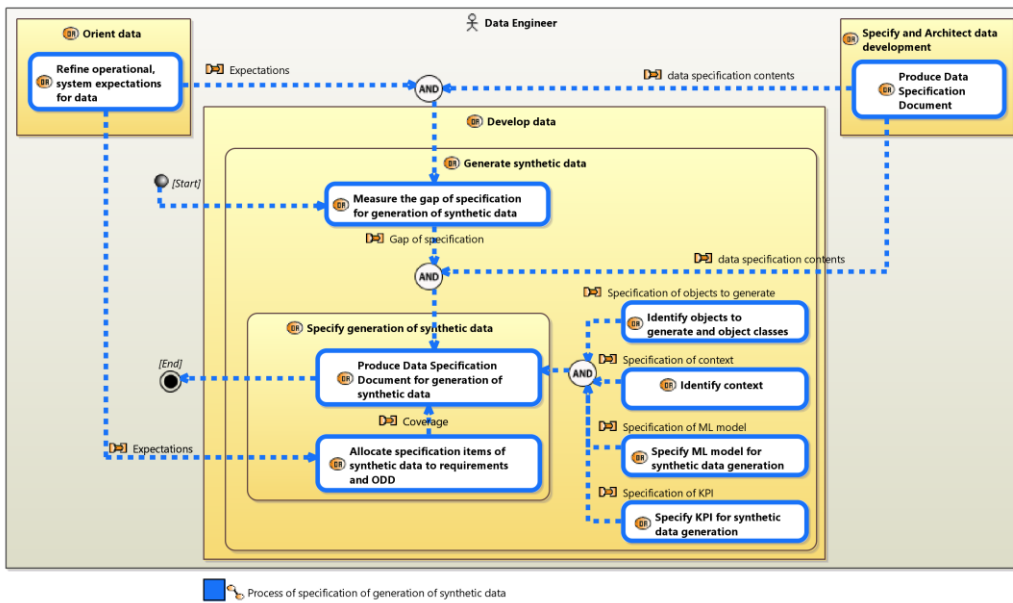 Data Engineer
Orient data
Refine operational,
system expectations
for data
Expectations
AND
data specification contents
Specify and Architect data
development
Produce Data
Specification
Document
Develop data
Generate synthetic data
[Start]
Measure the gap of specification
for generation of synthetic data
Gap of specification
AND
data specification contents
Specification of objects to generate
Identify objects to
generate and object classes
Specify generation of synthetic data
[End]
Produce Data Specification
Document for generation of
synthetic data
AND
Specification of context
Identify context
Coverage
Expectations
Allocate specification items of
synthetic data to requirements
and ODD
Specification of ML model
Specify ML model for
synthetic data generation
Specification of KPI
Specify KPI for synthetic
data generation
Process of specification of generation of synthetic data